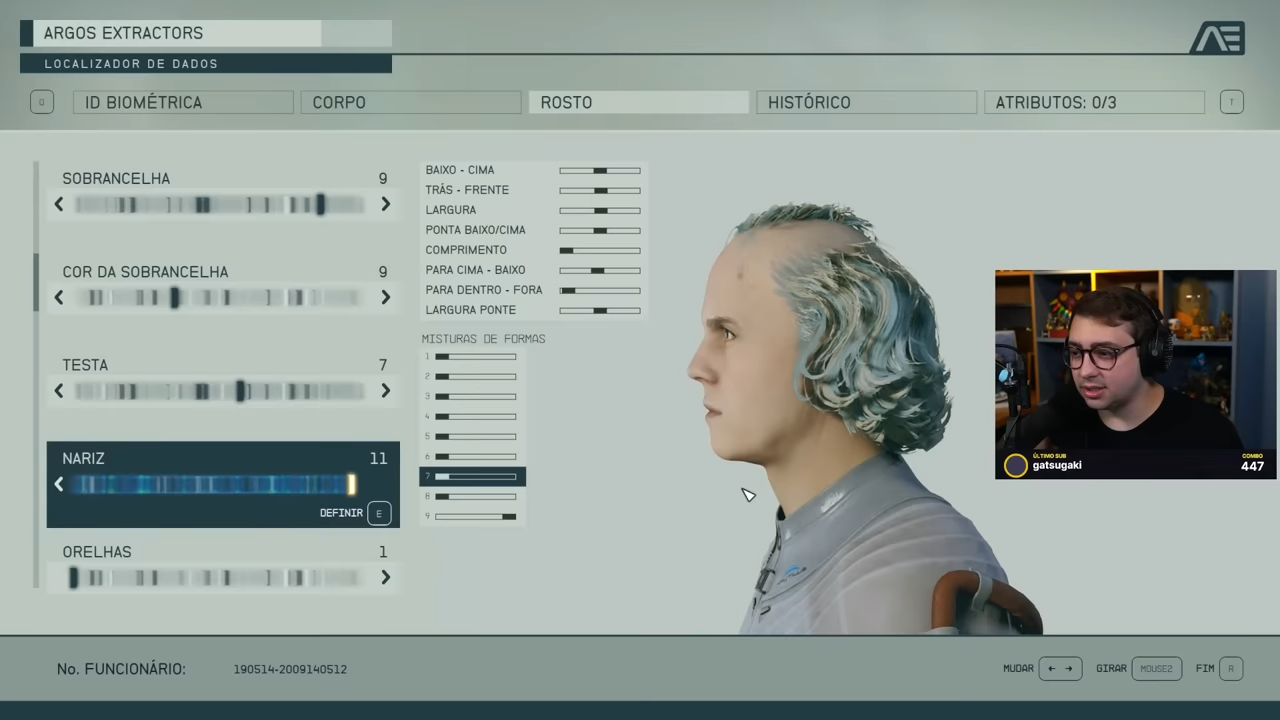 ARGOS EXTRACTORS
LOCALIZADOR DE DADOS
Q ID BIOMÉTRICA CORPO ROSTO HISTÓRICO ATRIBUTOS: 0/3 T
SOBRANCELHA 9
COR DA SOBRANCELHA 9
TESTA 7
NARIZ 11
DEFINIR E
ORELHAS 1
BAIXO - CIMA
TRÁS - FRENTE
LARGURA
PONTA BAIXO/CIMA
COMPRIMENTO
PARA CIMA - BAIXO
PARA DENTRO - FORA
LARGURA PONTE
MISTURAS DE FORMAS
1
2
3
4
5
6
7
8
9
ÚLTIMO SUB COMBO
gatsugaki 447
No. FUNCIONÁRIO: 190514-2009140512
MUDAR GIRAR MOUSE2 FIM R